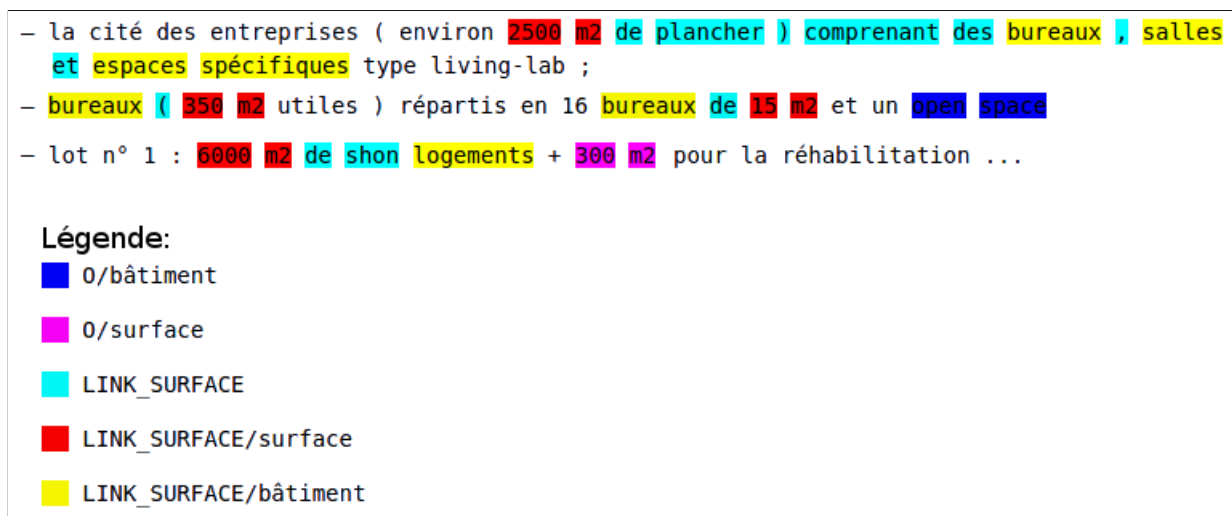 – la cité des entreprises ( environ 2500 m2 de plancher ) comprenant des bureaux , salles
et espaces spécifiques type living-lab ;
– bureaux ( 350 m2 utiles ) répartis en 16 bureaux de 15 m2 et un open space
– lot n° 1 : 6000 m2 de shon logements + 300 m2 pour la réhabilitation ...
Légende:
O/bâtiment
O/surface
LINK_SURFACE
LINK_SURFACE/surface
LINK_SURFACE/bâtiment